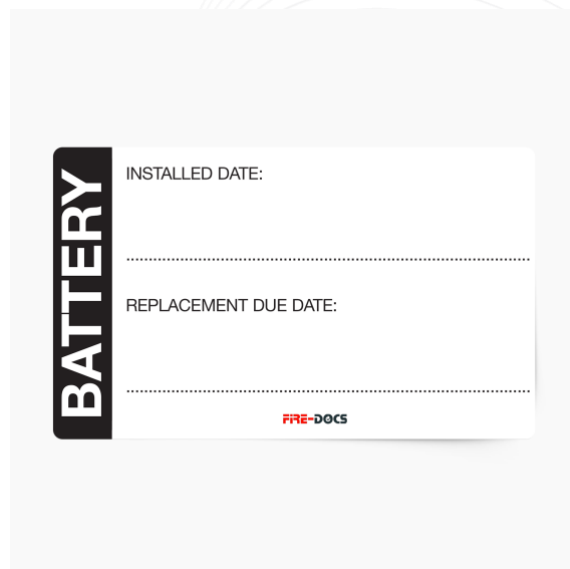 BATTERY
INSTALLED DATE:
REPLACEMENT DUE DATE:
FIRE-DOCS